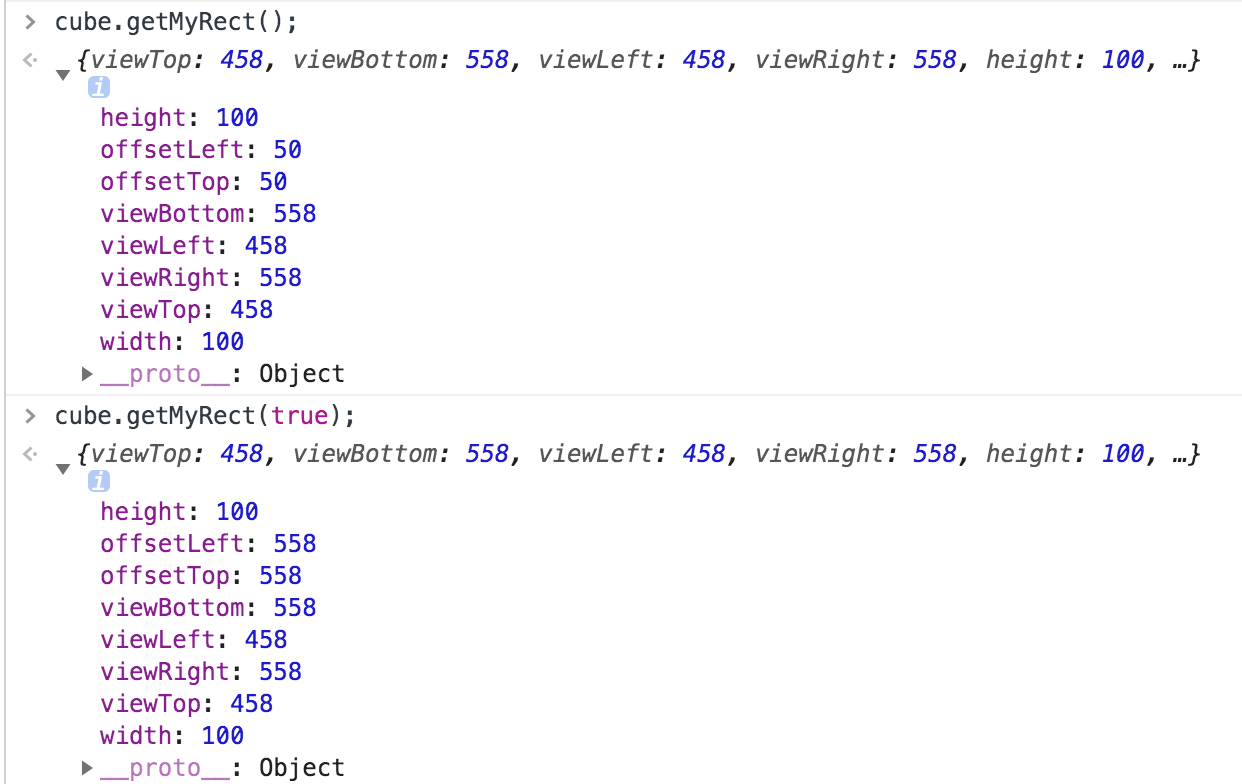 > cube.getMyRect();
{viewTop: 458, viewBottom: 558, viewLeft: 458, viewRight: 558, height: 100, …}
i
height: 100
offsetLeft: 50
offsetTop: 50
viewBottom: 558
viewLeft: 458
viewRight: 558
viewTop: 458
width: 100
__proto__: Object
> cube.getMyRect(true);
{viewTop: 458, viewBottom: 558, viewLeft: 458, viewRight: 558, height: 100, …}
i
height: 100
offsetLeft: 558
offsetTop: 558
viewBottom: 558
viewLeft: 458
viewRight: 558
viewTop: 458
width: 100
__proto__: Object